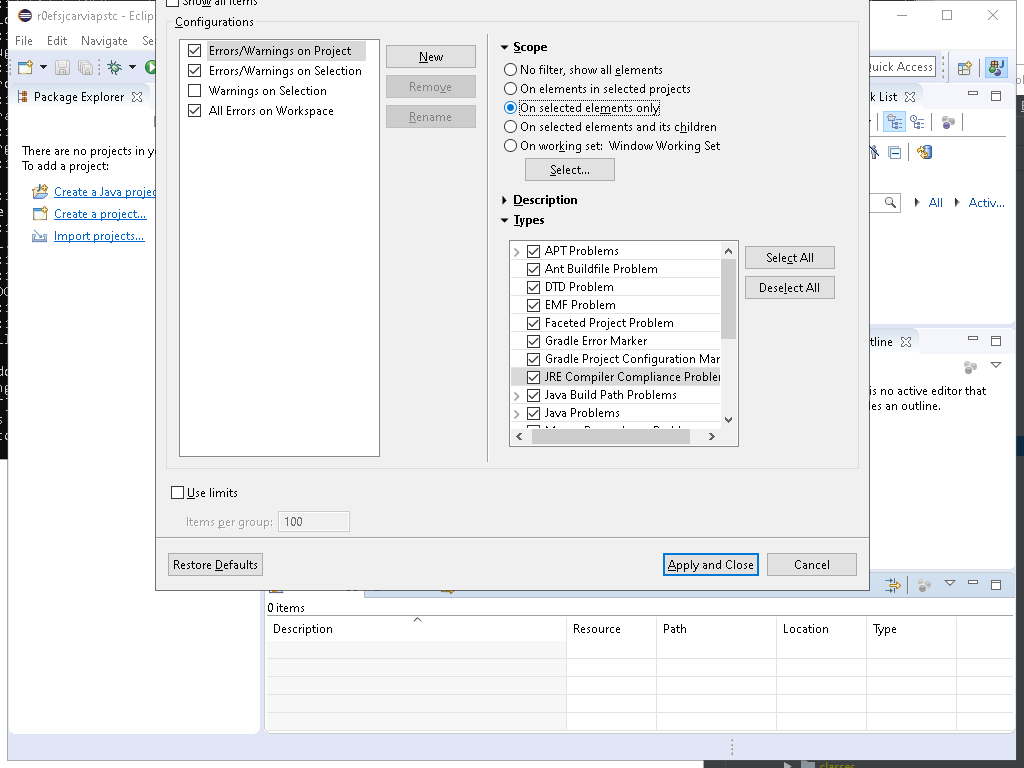 r0efsjcarviapstc - Eclip
Show all items
File Edit Navigate Se
Configurations
Errors/Warnings on Project
Errors/Warnings on Selection
Warnings on Selection
All Errors on Workspace
New
Remove
Rename
Scope
No filter, show all elements
On elements in selected projects
On selected elements only
On selected elements and its children
On working set: Window Working Set
Select...
Description
Types
APT Problems
Ant Buildfile Problem
DTD Problem
EMF Problem
Faceted Project Problem
Gradle Error Marker
Gradle Project Configuration Mar
JRE Compiler Compliance Problem
Java Build Path Problems
Java Problems
Select All
Deselect All
Use limits
Items per group: 100
Restore Defaults
Apply and Close
Cancel
Quick Access
Package Explorer
There are no projects in y
To add a project:
Create a Java projec
Create a project...
Import projects...
k List
All
Activ...
tline
is no active editor that
les an outline.
0 items
Description Resource Path Location Type
classes